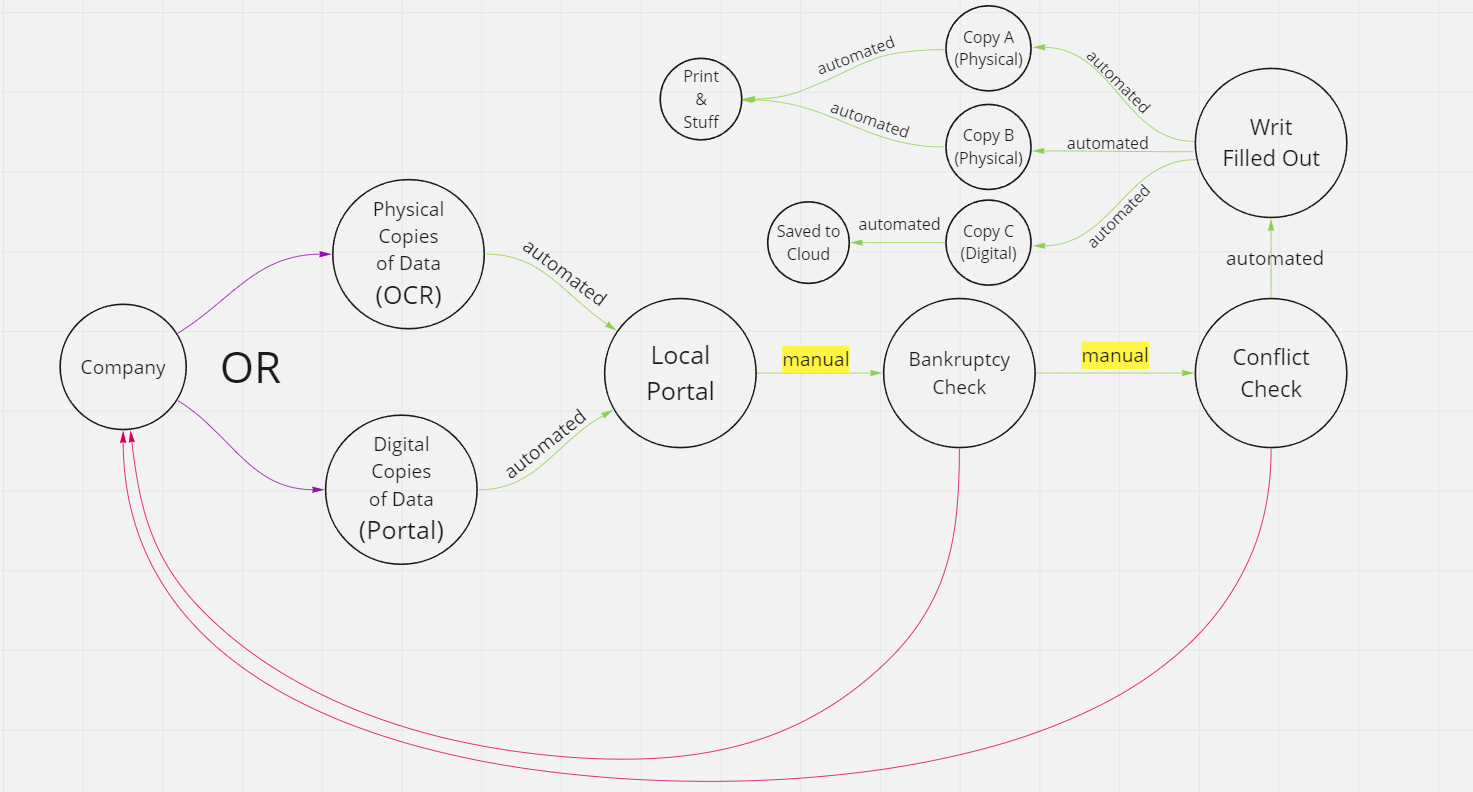 Company
OR
Physical
Copies
of Data
(OCR)
automated
Digital
Copies
of Data
(Portal)
automated
Local
Portal
manual
Bankruptcy
Check
manual
Conflict
Check
automated
Writ
Filled Out
automated
automated
automated
Copy A
(Physical)
Copy B
(Physical)
Copy C
(Digital)
automated
automated
automated
Print
&
Stuff
Saved to
Cloud